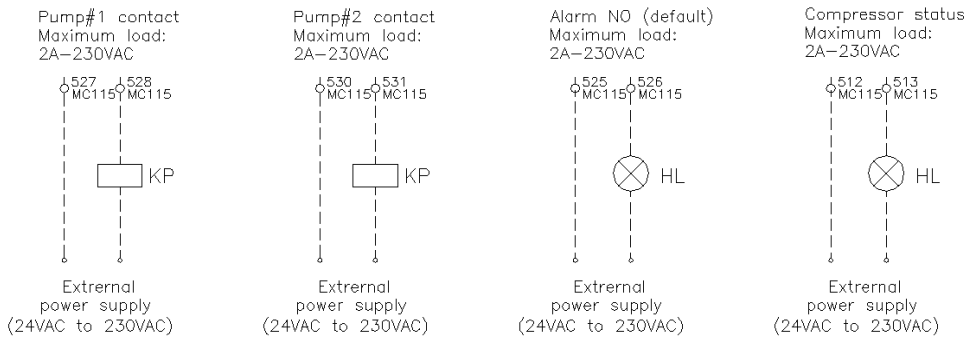 Pump#1 contact
Maximum load:
2A-230VAC
527 528
MC115 MC115
KP
Extrernal
power supply
(24VAC to 230VAC)
Pump#2 contact
Maximum load:
2A-230VAC
530 531
MC115 MC115
KP
Extrernal
power supply
(24VAC to 230VAC)
Alarm NO (default)
Maximum load:
2A-230VAC
525 526
MC115 MC115
HL
Extrernal
power supply
(24VAC to 230VAC)
Compressor status
Maximum load:
2A-230VAC
512 513
MC115 MC115
HL
Extrernal
power supply
(24VAC to 230VAC)